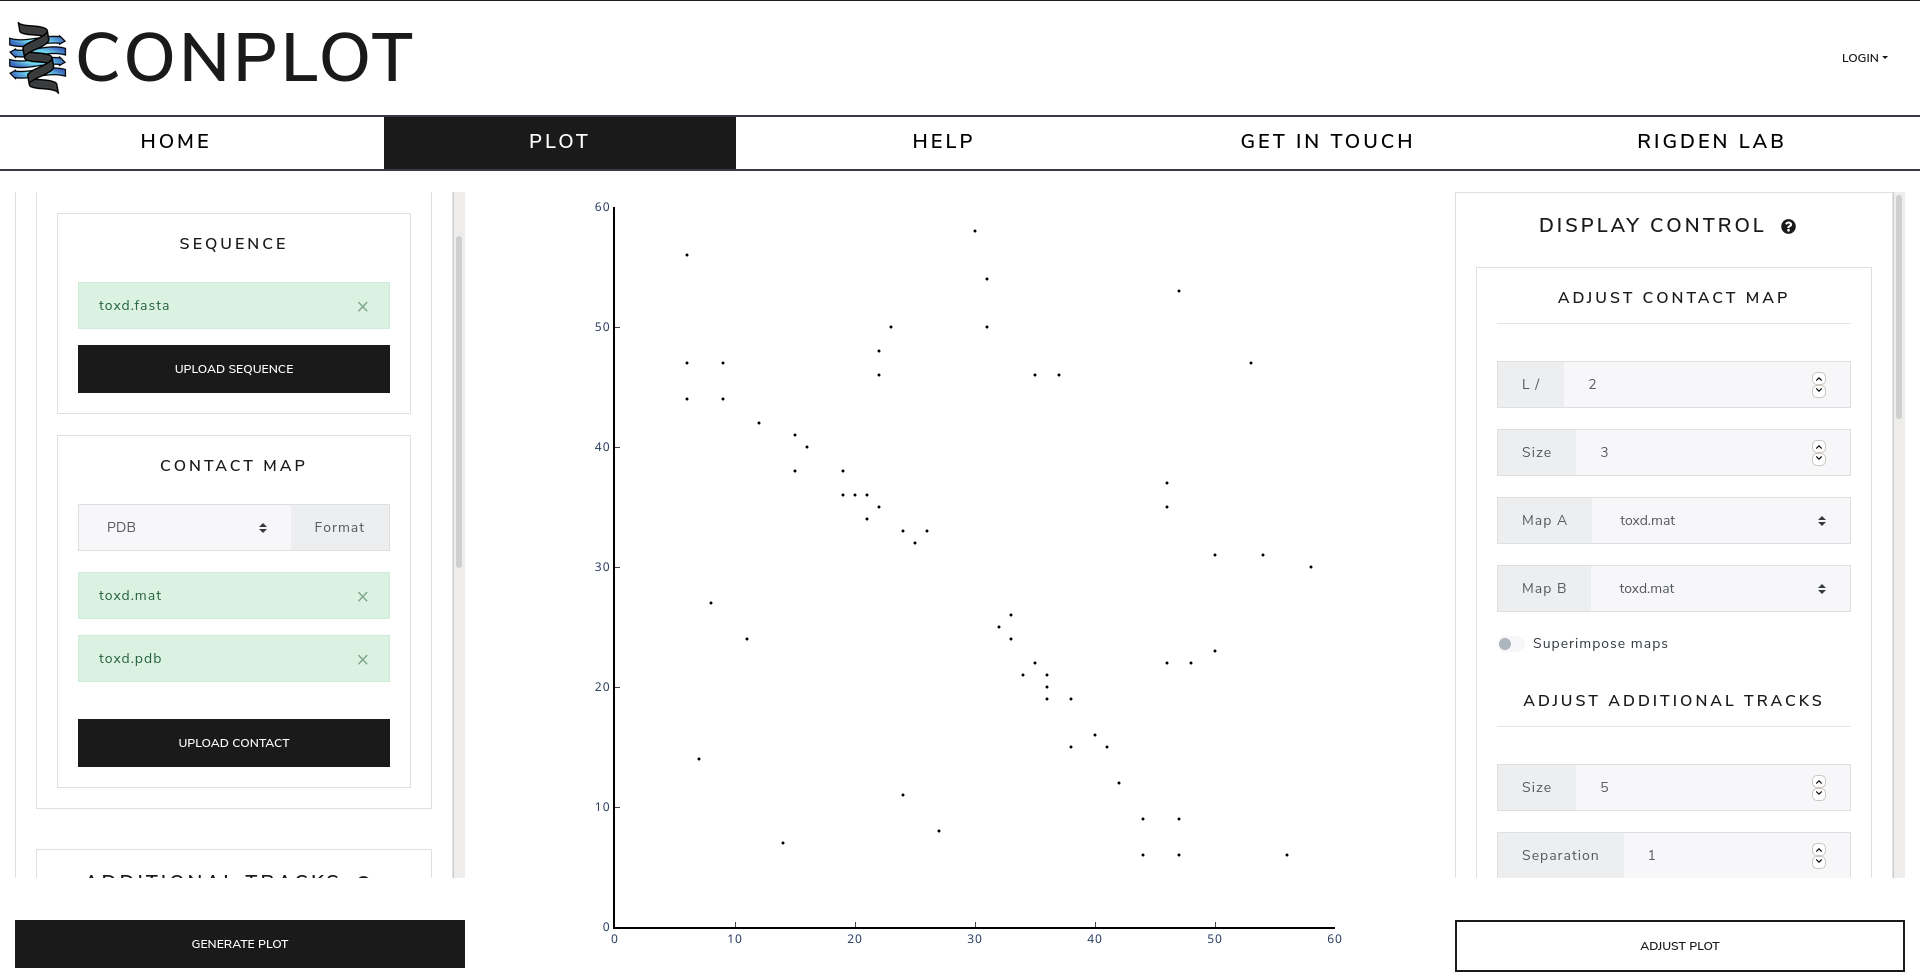 CONPLOT
LOGIN
HOME
PLOT
HELP
GET IN TOUCH
RIGDEN LAB
SEQUENCE
toxd.fasta ×
UPLOAD SEQUENCE
CONTACT MAP
PDB Format
toxd.mat ×
toxd.pdb ×
UPLOAD CONTACT
ADDITIONAL TRACKS
GENERATE PLOT
60
50
40
30
20
10
0
0 10 20 30 40 50 60
DISPLAY CONTROL ?
ADJUST CONTACT MAP
L / 2
Size 3
Map A toxd.mat
Map B toxd.mat
Superimpose maps
ADJUST ADDITIONAL TRACKS
Size 5
Separation 1
ADJUST PLOT